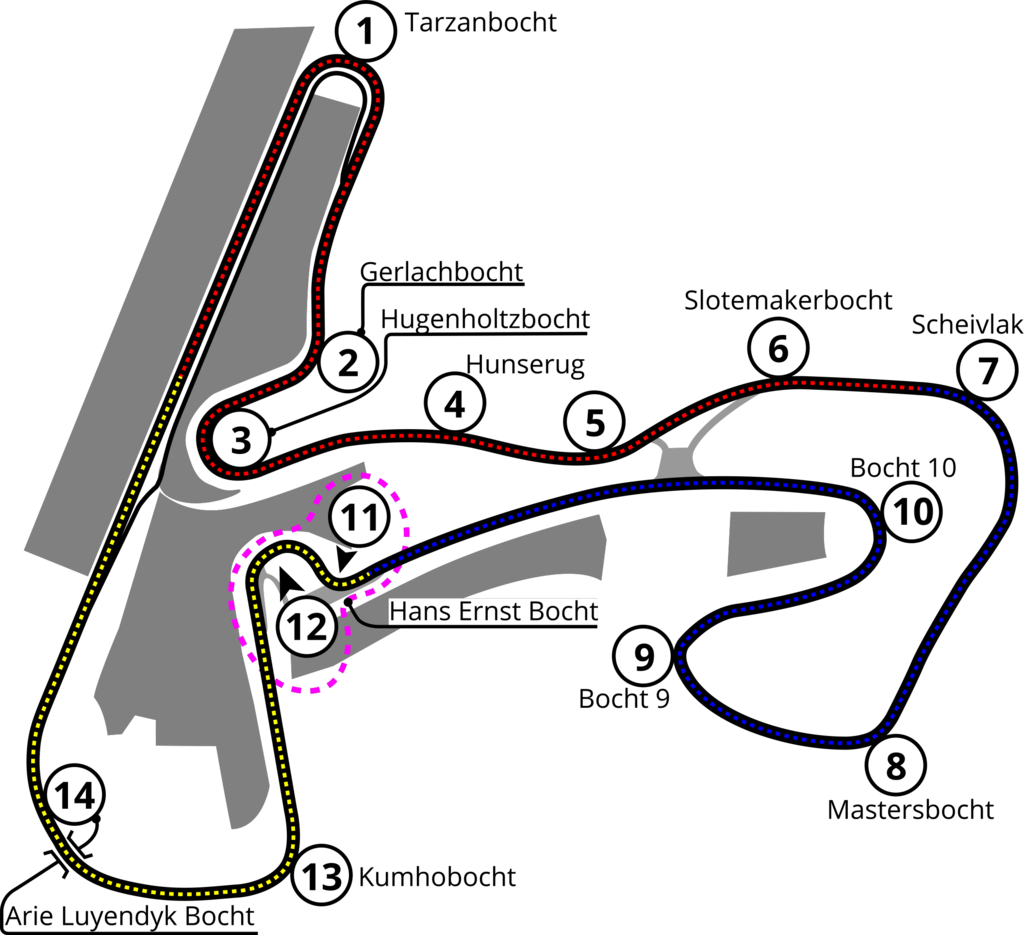 1
Tarzanbocht
Gerlachbocht
Hugenholtzbocht
2
Hunserug
3
4
5
Slotemakerbocht
6
Scheivlak
7
Bocht 10
10
11
12
Hans Ernst Bocht
9
Bocht 9
8
Mastersbocht
14
13
Kumhobocht
Arie Luyendyk Bocht